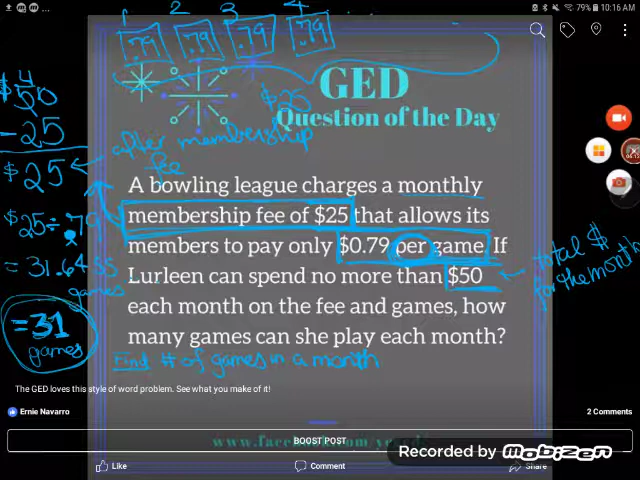 10:16 AM
79%
1 2 3 4
.79 .79 .79 .79
GED
Question of the Day
$25
$50
- 25
$25
after membership
fee
$25 ÷ .79
= 31.6455
games
= 31
games
A bowling league charges a monthly
membership fee of $25 that allows its
members to pay only $0.79 per game. If
Lurleen can spend no more than $50
each month on the fee and games, how
many games can she play each month?
total $
for the month
Find # of games in a month
The GED loves this style of word problem. See what you make of it!
Ernie Navarro
2 Comments
BOOST POST
Recorded by MOBIZEN
Like
Comment
Share